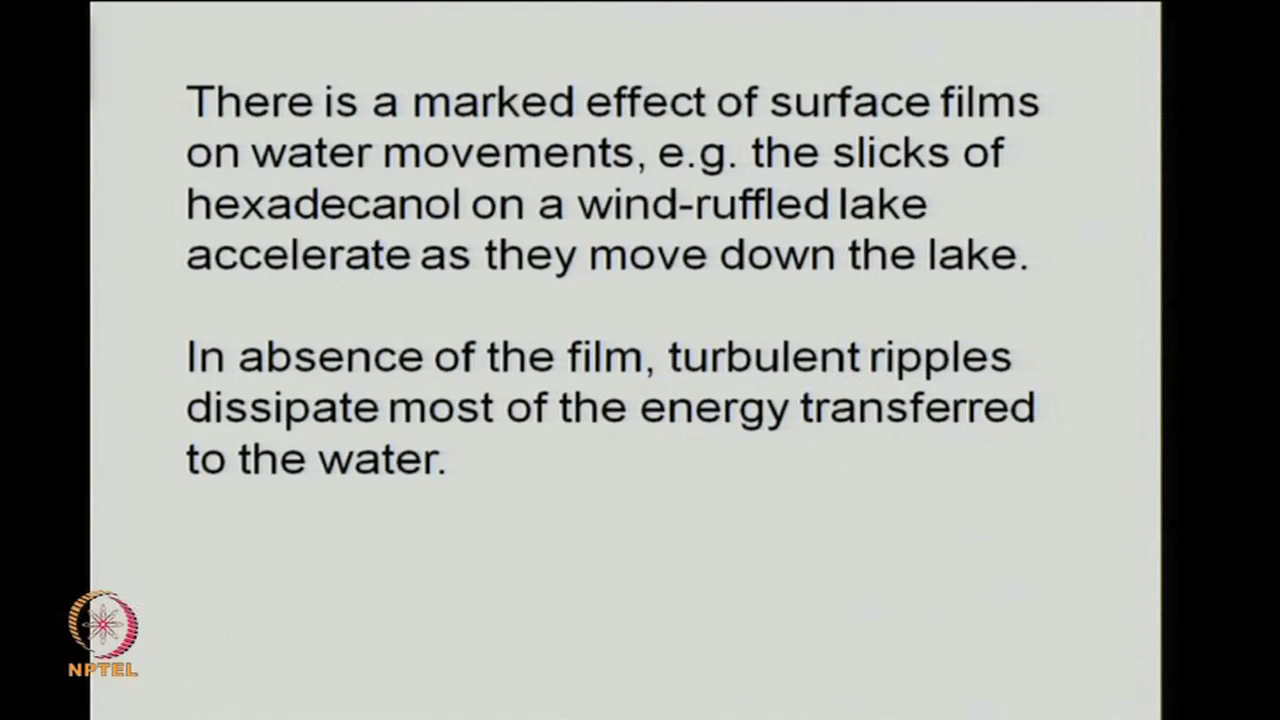 There is a marked effect of surface films
on water movements, e.g. the slicks of
hexadecanol on a wind-ruffled lake
accelerate as they move down the lake.
In absence of the film, turbulent ripples
dissipate most of the energy transferred
to the water.
NPTEL